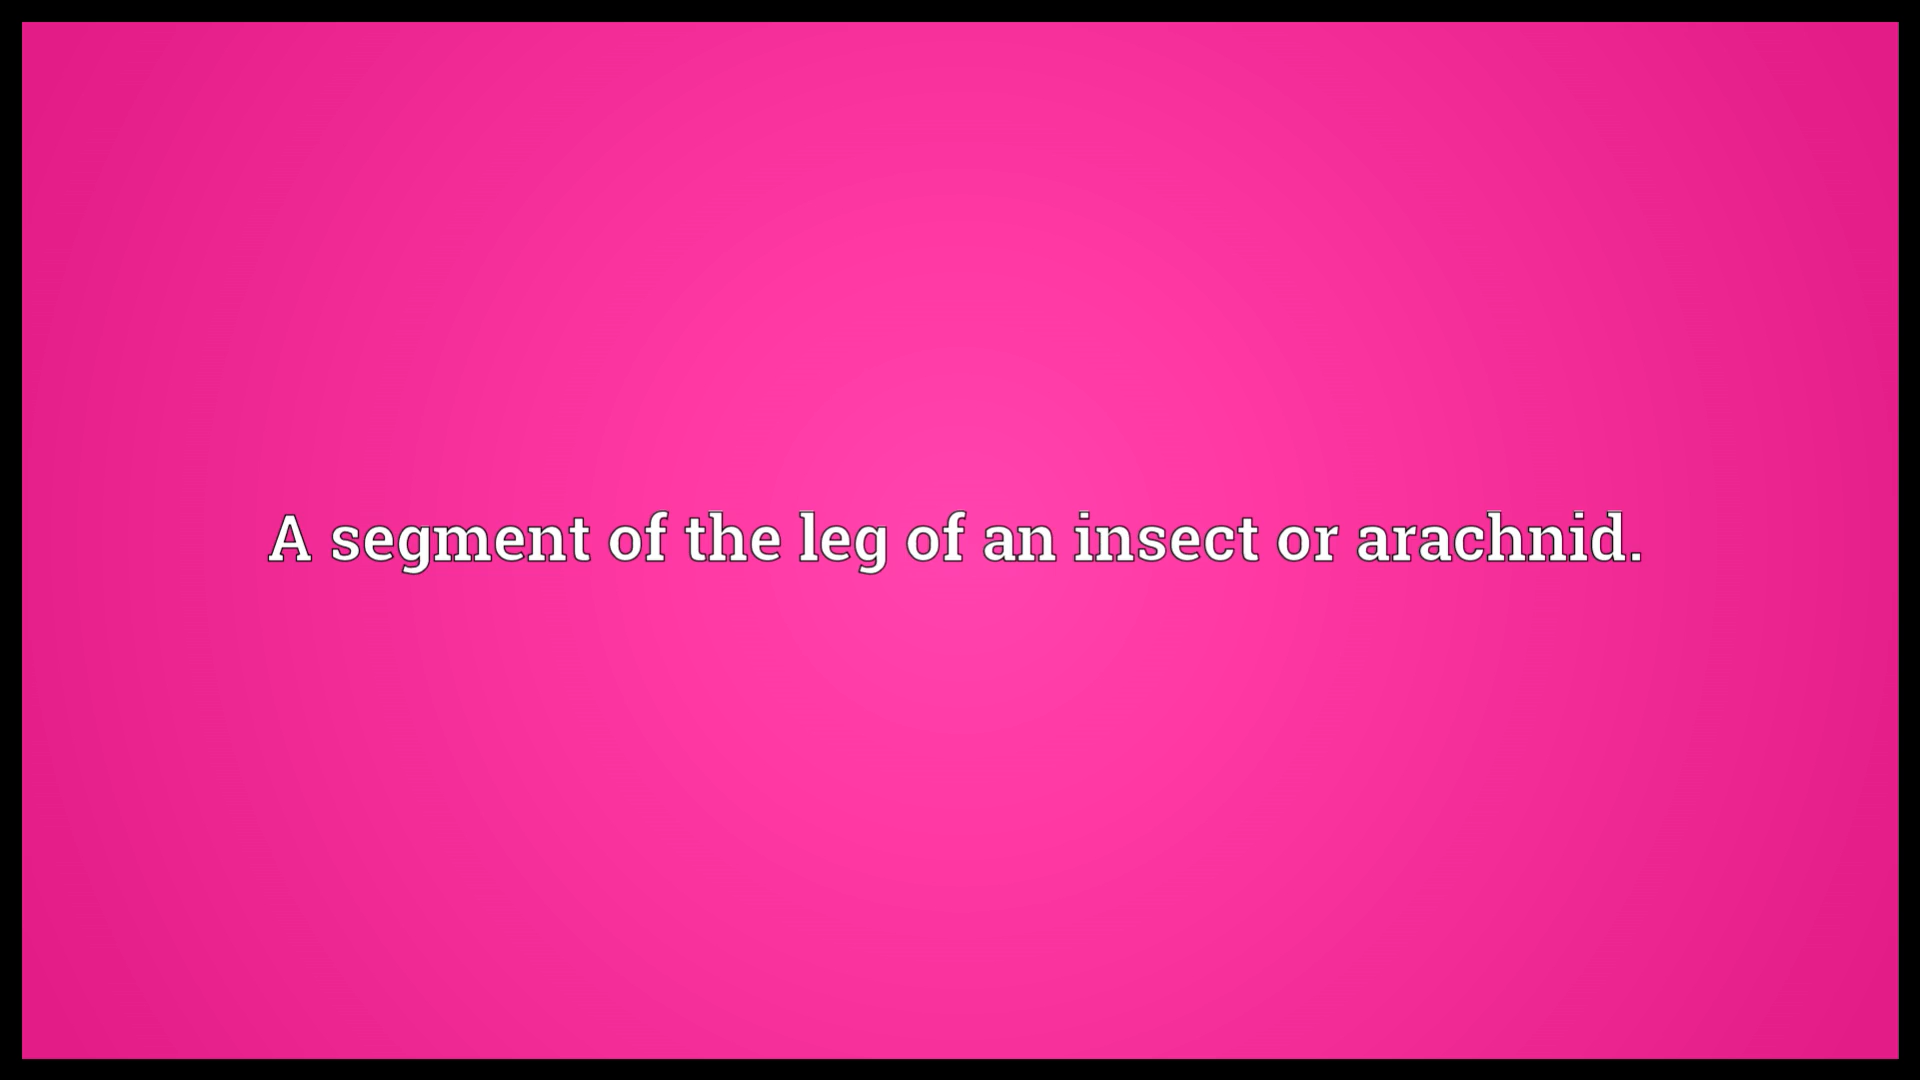 A segment of the leg of an insect or arachnid.